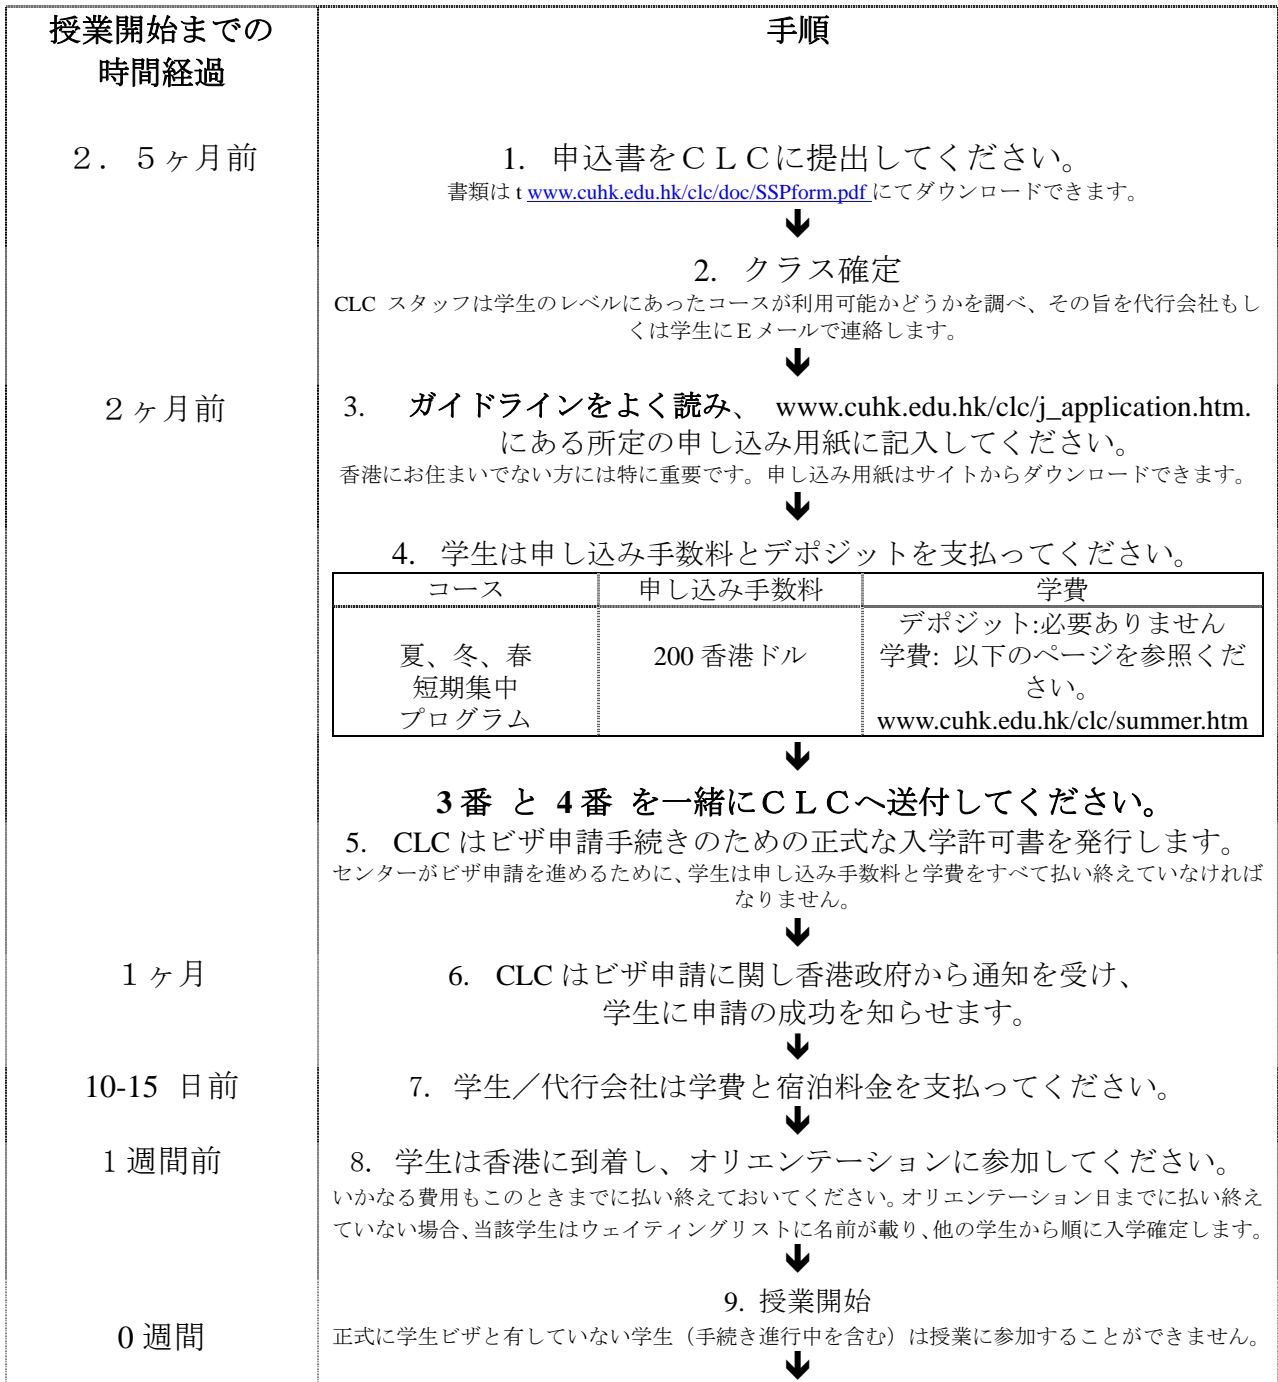 授業開始までの
時間経過
手順
２．５ヶ月前
1. 申込書をＣＬＣに提出してください。
書類は t www.cuhk.edu.hk/clc/doc/SSPform.pdf にてダウンロードできます。
2. クラス確定
CLC スタッフは学生のレベルにあったコースが利用可能かどうかを調べ、その旨を代行会社もし
くは学生にＥメールで連絡します。
２ヶ月前
3. ガイドラインをよく読み、 www.cuhk.edu.hk/clc/j_application.htm.
にある所定の申し込み用紙に記入してください。
香港にお住まいでない方には特に重要です。申し込み用紙はサイトからダウンロードできます。
4. 学生は申し込み手数料とデポジットを支払ってください。
コース 申し込み手数料 学費
夏、冬、春
短期集中
プログラム
200 香港ドル
デポジット:必要ありません
学費: 以下のページを参照くだ
さい。
www.cuhk.edu.hk/clc/summer.htm
3 番 と 4 番 を一緒にＣＬＣへ送付してください。
5. CLC はビザ申請手続きのための正式な入学許可書を発行します。
センターがビザ申請を進めるために、学生は申し込み手数料と学費をすべて払い終えていなければ
なりません。
１ヶ月
6. CLC はビザ申請に関し香港政府から通知を受け、
学生に申請の成功を知らせます。
10-15 日前
7. 学生／代行会社は学費と宿泊料金を支払ってください。
1 週間前
8. 学生は香港に到着し、オリエンテーションに参加してください。
いかなる費用もこのときまでに払い終えておいてください。オリエンテーション日までに払い終え
ていない場合、当該学生はウェイティングリストに名前が載り、他の学生から順に入学確定します。
9. 授業開始
0 週間
正式に学生ビザと有していない学生（手続き進行中を含む）は授業に参加することができません。